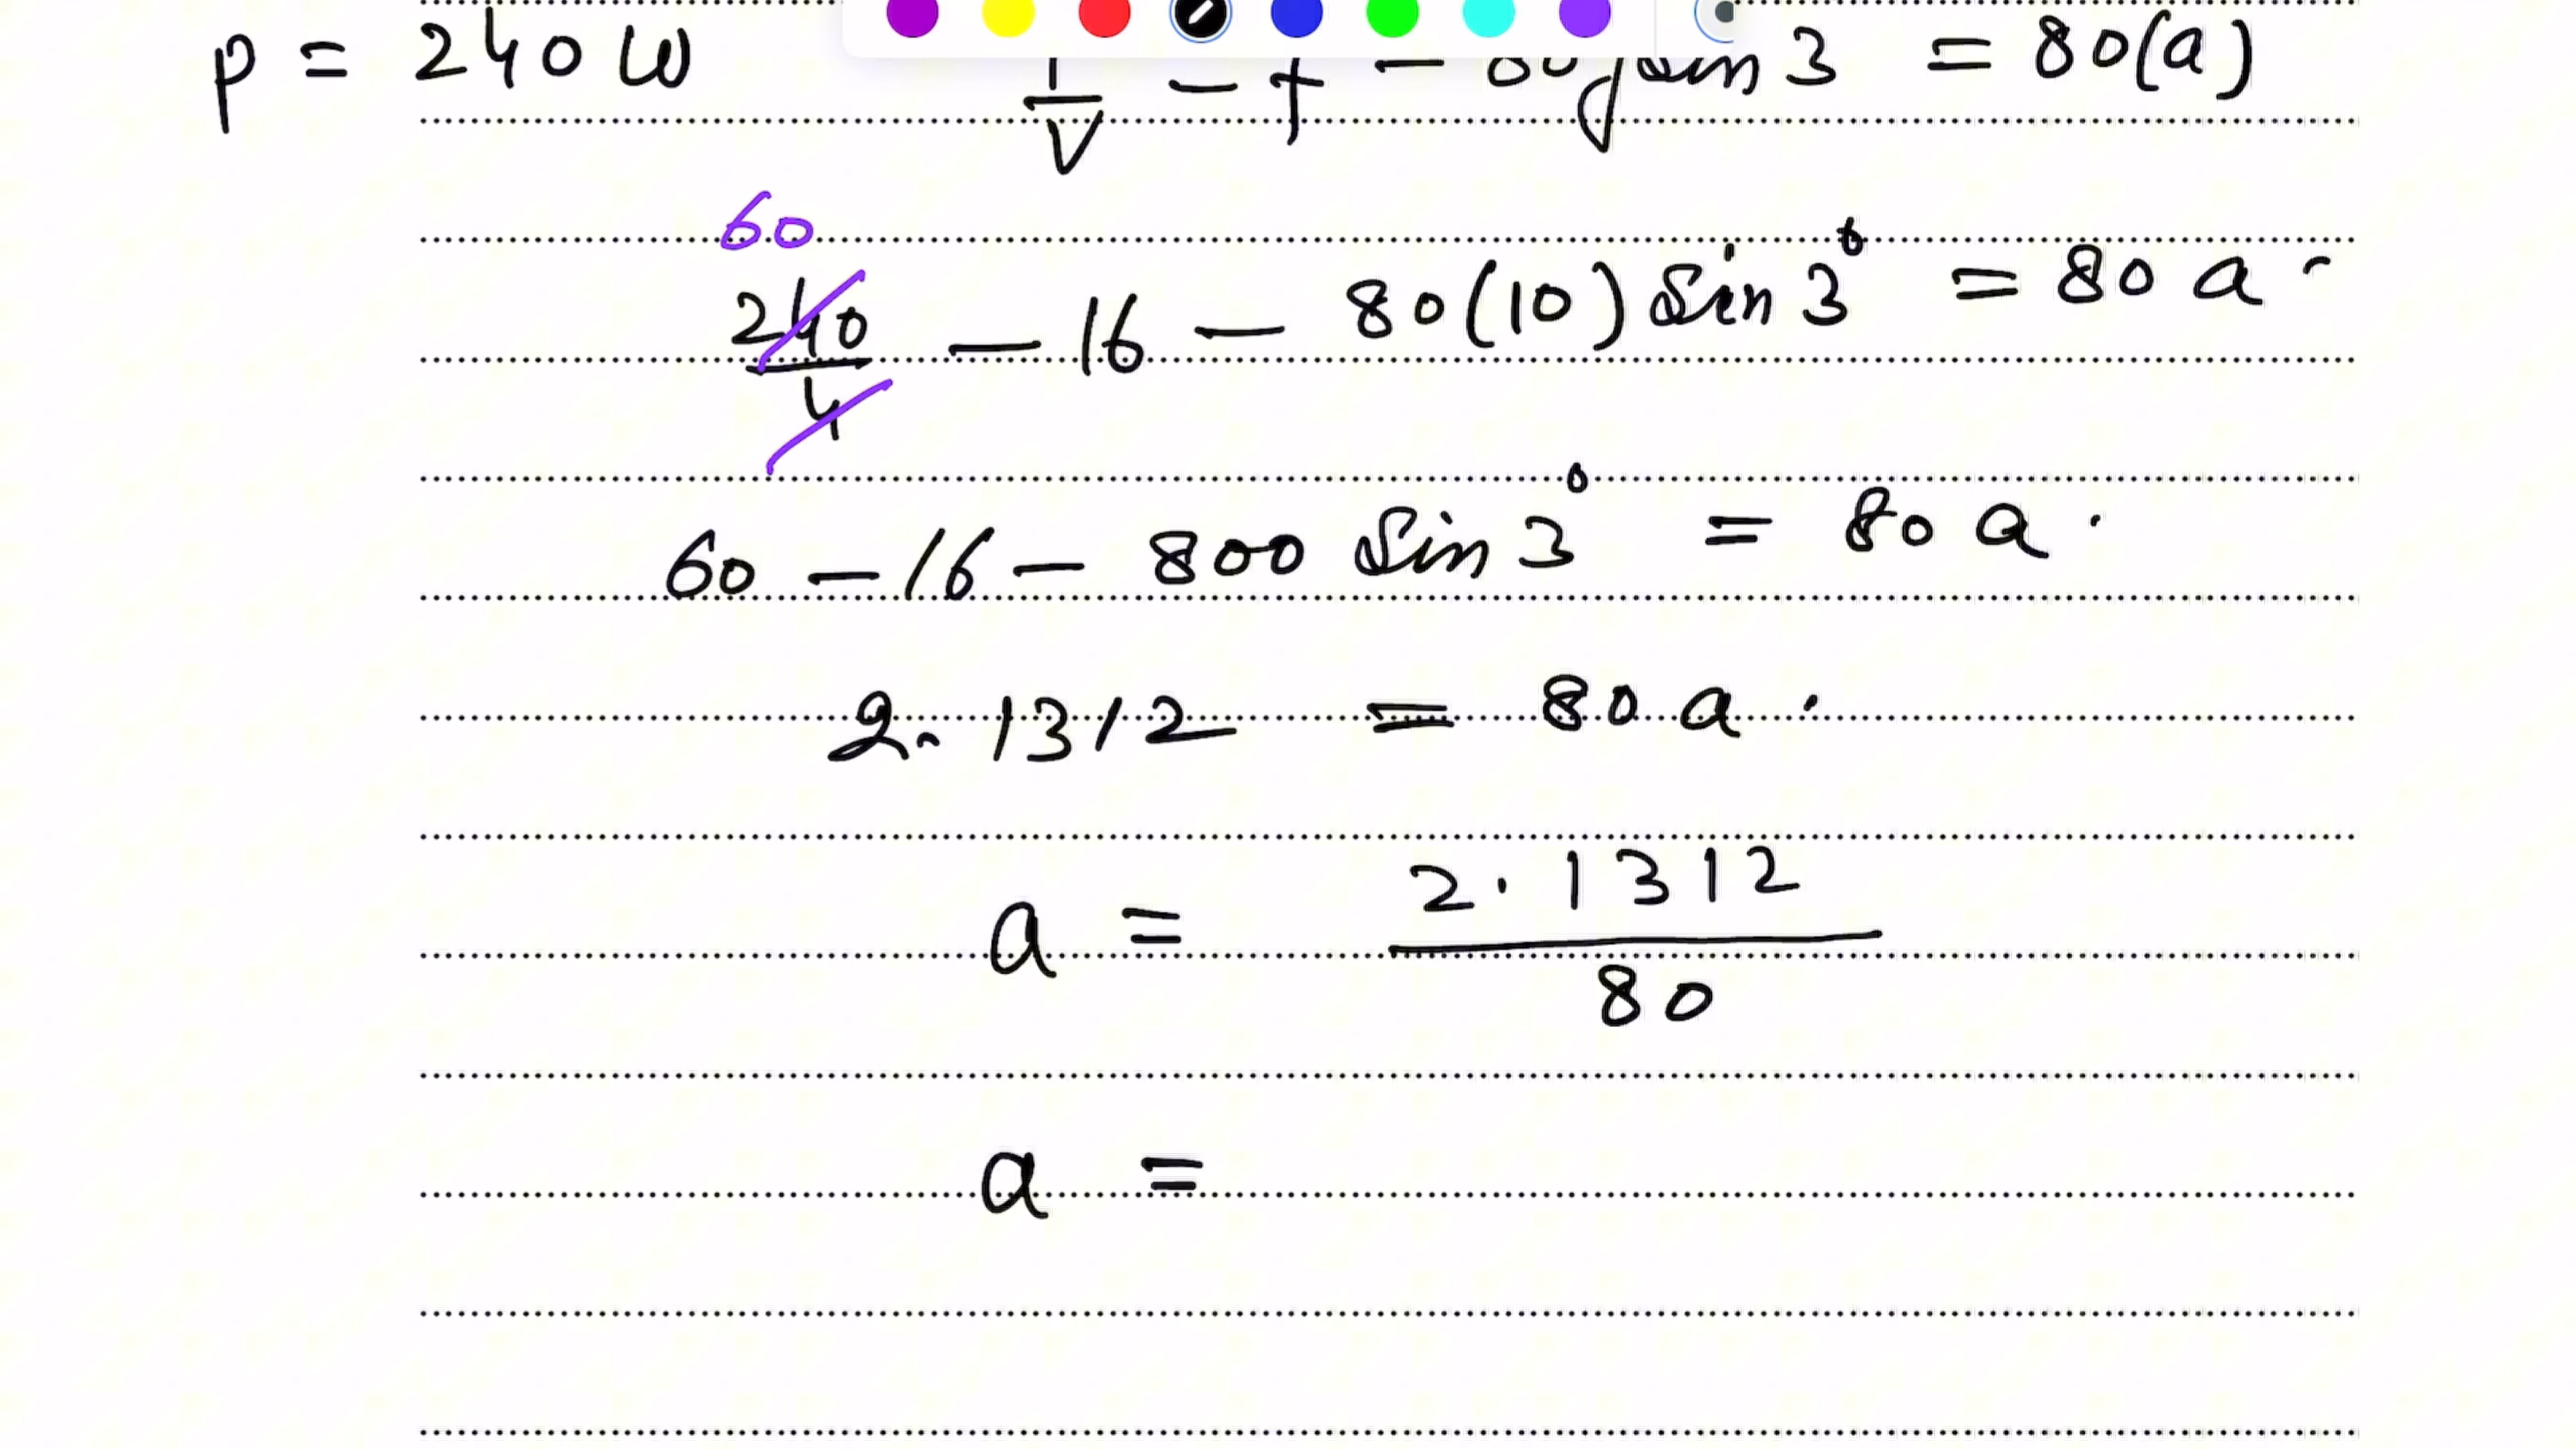 p = 240 W
P/V - f - 80g sin 3 = 80(a)
60
240/4 - 16 - 80(10) sin 3° = 80 a.
60 - 16 - 800 sin 3° = 80 a.
2.1312 = 80 a.
a = 2.1312/80
a =